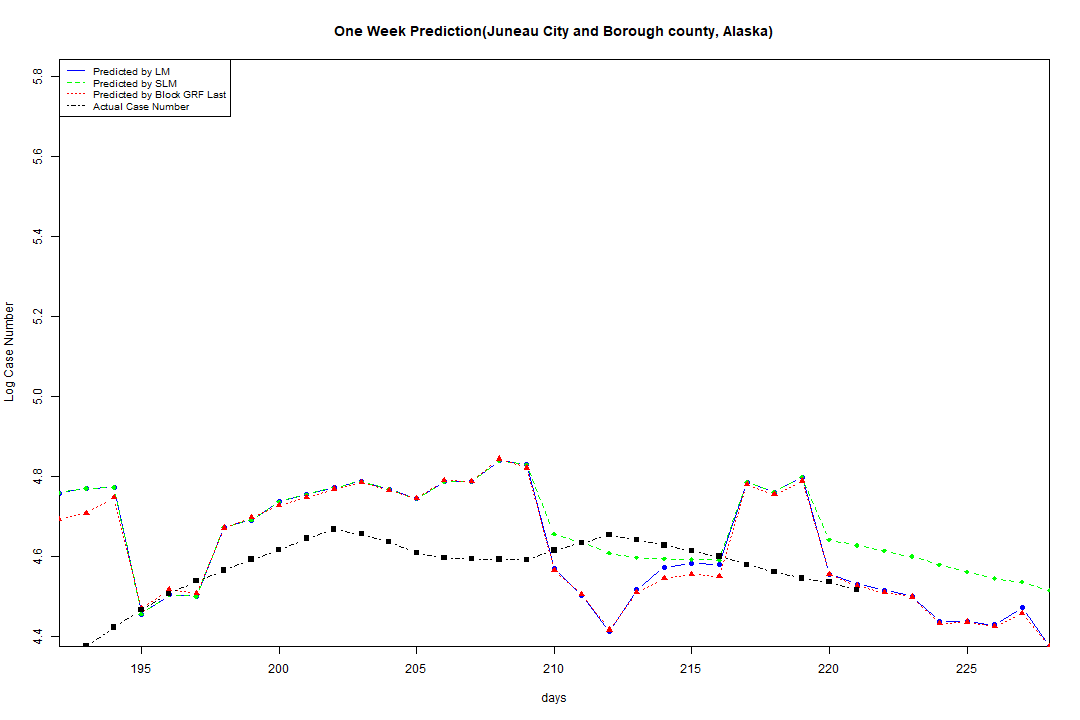 One Week Prediction(Juneau City and Borough county, Alaska)
Predicted by LM
Predicted by SLM
Predicted by Block GRF Last
Actual Case Number
5.8
5.6
5.4
5.2
5.0
4.8
4.6
4.4
Log Case Number
195 200 205 210 215 220 225
days